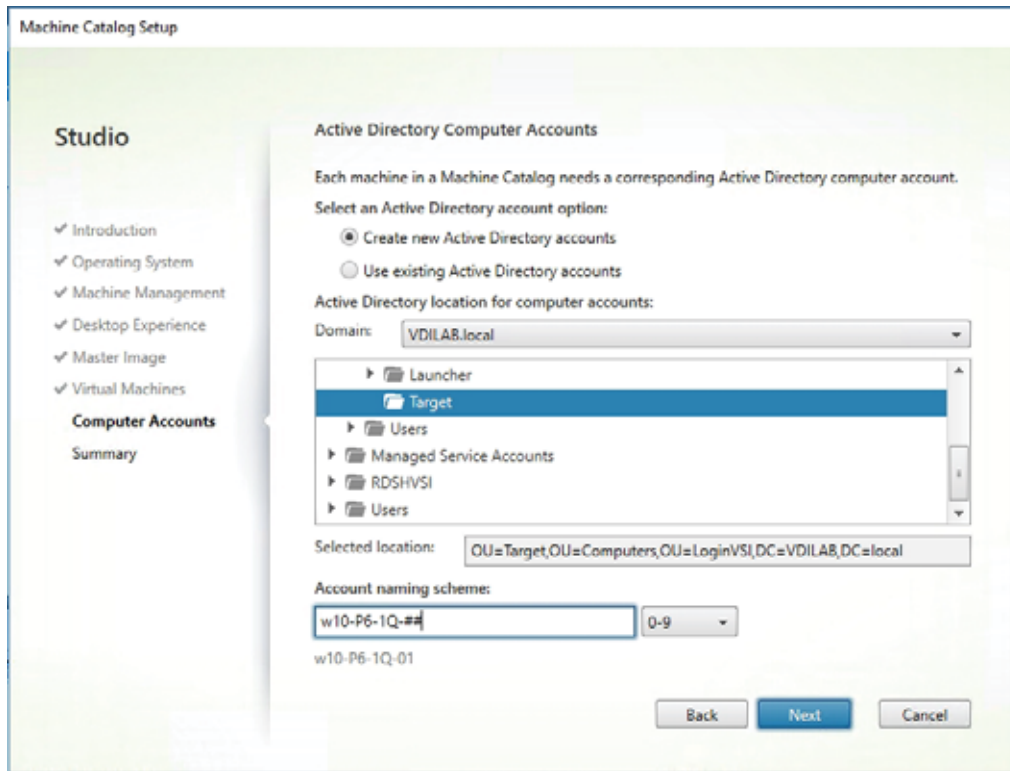 Machine Catalog Setup
Studio
Introduction
Operating System
Machine Management
Desktop Experience
Master Image
Virtual Machines
Computer Accounts
Summary
Active Directory Computer Accounts
Each machine in a Machine Catalog needs a corresponding Active Directory computer account.
Select an Active Directory account option:
Create new Active Directory accounts
Use existing Active Directory accounts
Active Directory location for computer accounts:
Domain: VDILAB.local
Launcher
Target
Users
Managed Service Accounts
RDSHVSI
Users
Selected location: OU=Target,OU=Computers,OU=LoginVSI,DC=VDILAB,DC=local
Account naming scheme:
w10-P6-1Q-## 0-9
w10-P6-1Q-01
Back Next Cancel